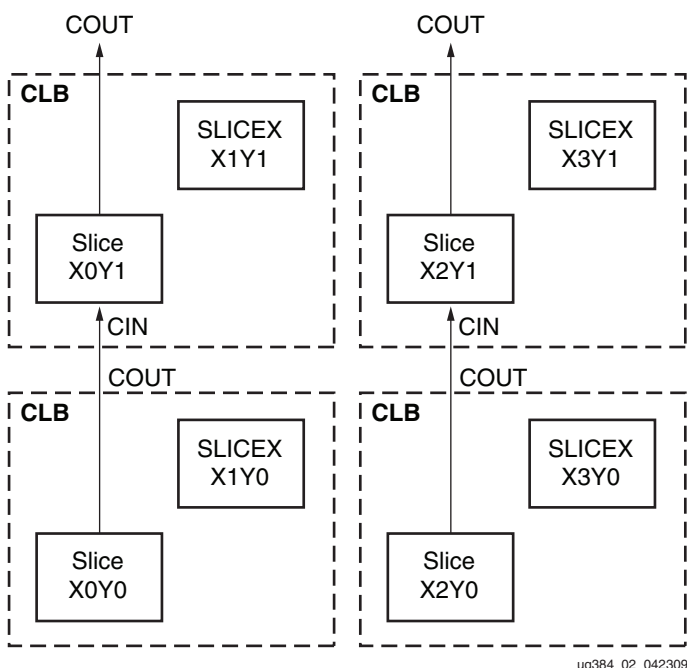 COUT
COUT
CLB
CLB
SLICEX
X1Y1
SLICEX
X3Y1
Slice
X0Y1
Slice
X2Y1
CIN
CIN
COUT
COUT
CLB
CLB
SLICEX
X1Y0
SLICEX
X3Y0
Slice
X0Y0
Slice
X2Y0
ug384_02_042309